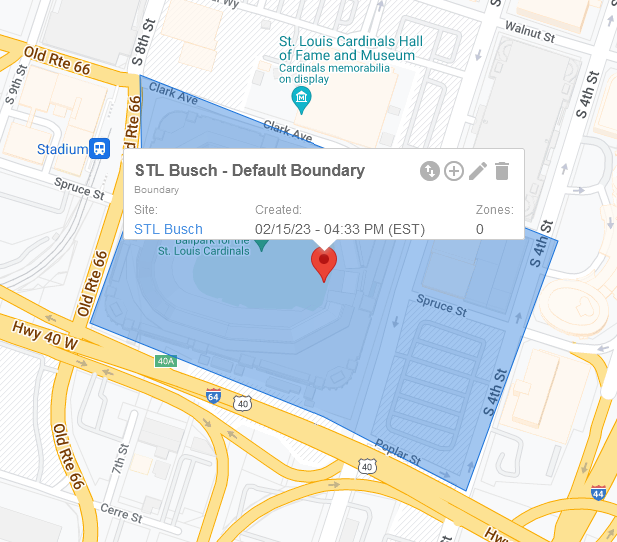 Walnut St
S 8th St
Old Rte 66
St. Louis Cardinals Hall
of Fame and Museum
Cardinals memorabilia
on display
S 9th St
S 4th St
Clark Ave
Old Rte 66
Clark Ave
Stadium
STL Busch - Default Boundary
Boundary
Spruce St
Site:
Created:
Zones:
STL Busch
02/15/23 - 04:33 PM (EST)
0
S 4th St
Ballpark for the
St. Louis Cardinals
Old Rte 66
Spruce St
Hwy 40 W
40A
64
40
S 4th St
Old Rte 66
7th St
Poplar St
40
44
Cerre St
Hw